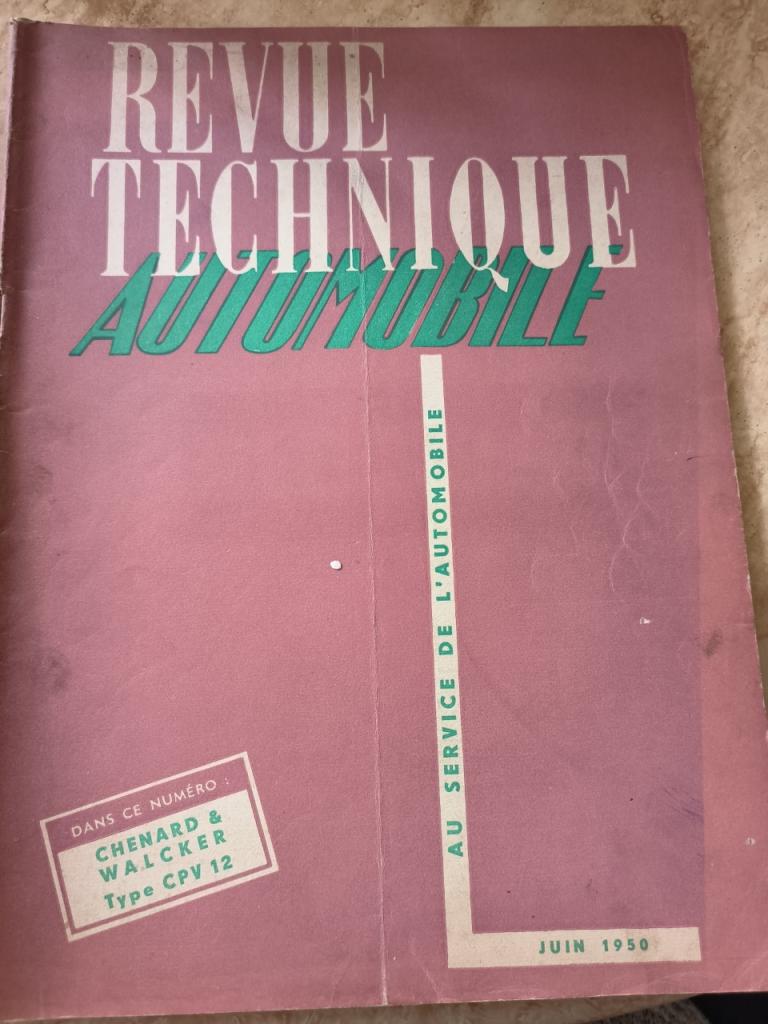 REVUE
TECHNIQUE
AUTOMOBILE
AU SERVICE DE L'AUTOMOBILE
DANS CE NUMÉRO :
CHENARD &
WALCKER
Type CPV 12
JUIN 1950